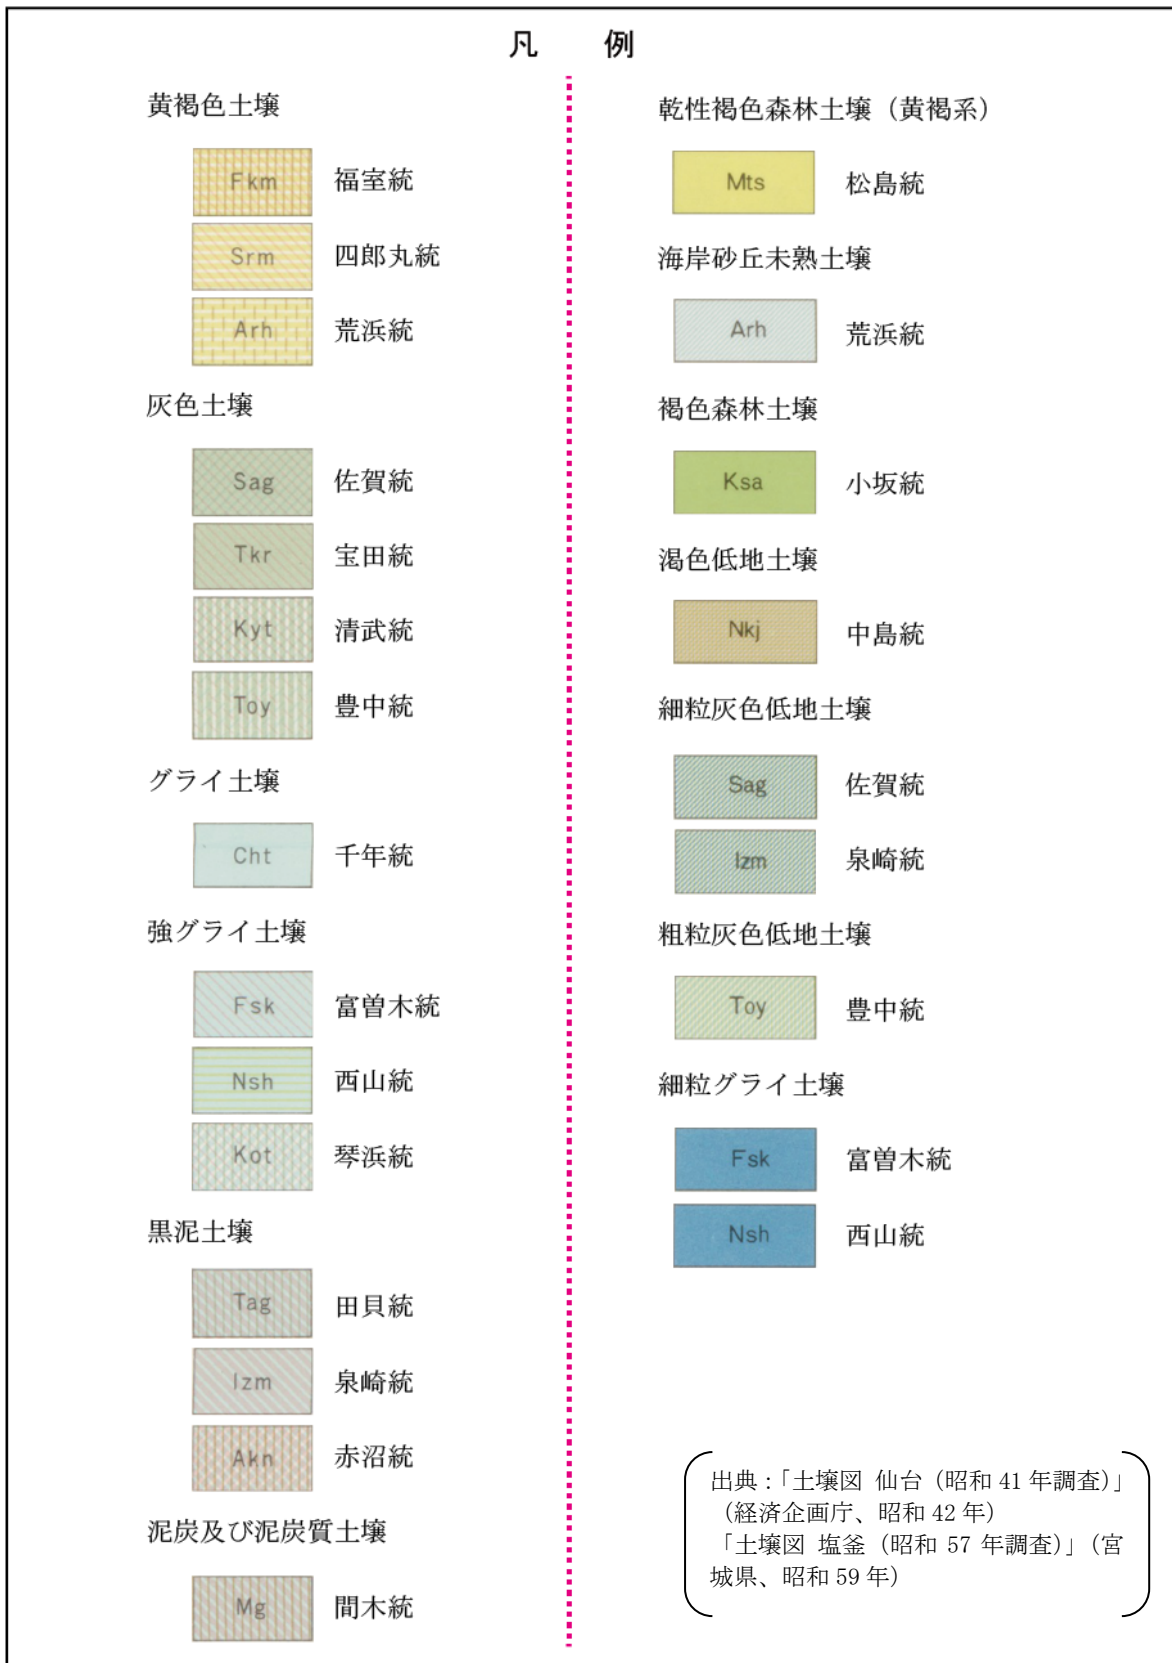 凡 例
黄褐色土壌
Fkm 福室統
Srm 四郎丸統
Arh 荒浜統
灰色土壌
Sag 佐賀統
Tkr 宝田統
Kyt 清武統
Toy 豊中統
グライ土壌
Cht 千年統
強グライ土壌
Fsk 富曽木統
Nsh 西山統
Kot 琴浜統
黒泥土壌
Tag 田貝統
Izm 泉崎統
Akn 赤沼統
泥炭及び泥炭質土壌
Mg 間木統
乾性褐色森林土壌（黄褐系）
Mts 松島統
海岸砂丘未熟土壌
Arh 荒浜統
褐色森林土壌
Ksa 小坂統
渇色低地土壌
Nkj 中島統
細粒灰色低地土壌
Sag 佐賀統
Izm 泉崎統
粗粒灰色低地土壌
Toy 豊中統
細粒グライ土壌
Fsk 富曽木統
Nsh 西山統
出典：「土壌図 仙台（昭和 41 年調査）」
（経済企画庁、昭和 42 年）
「土壌図 塩釜（昭和 57 年調査）」（宮
城県、昭和 59 年）